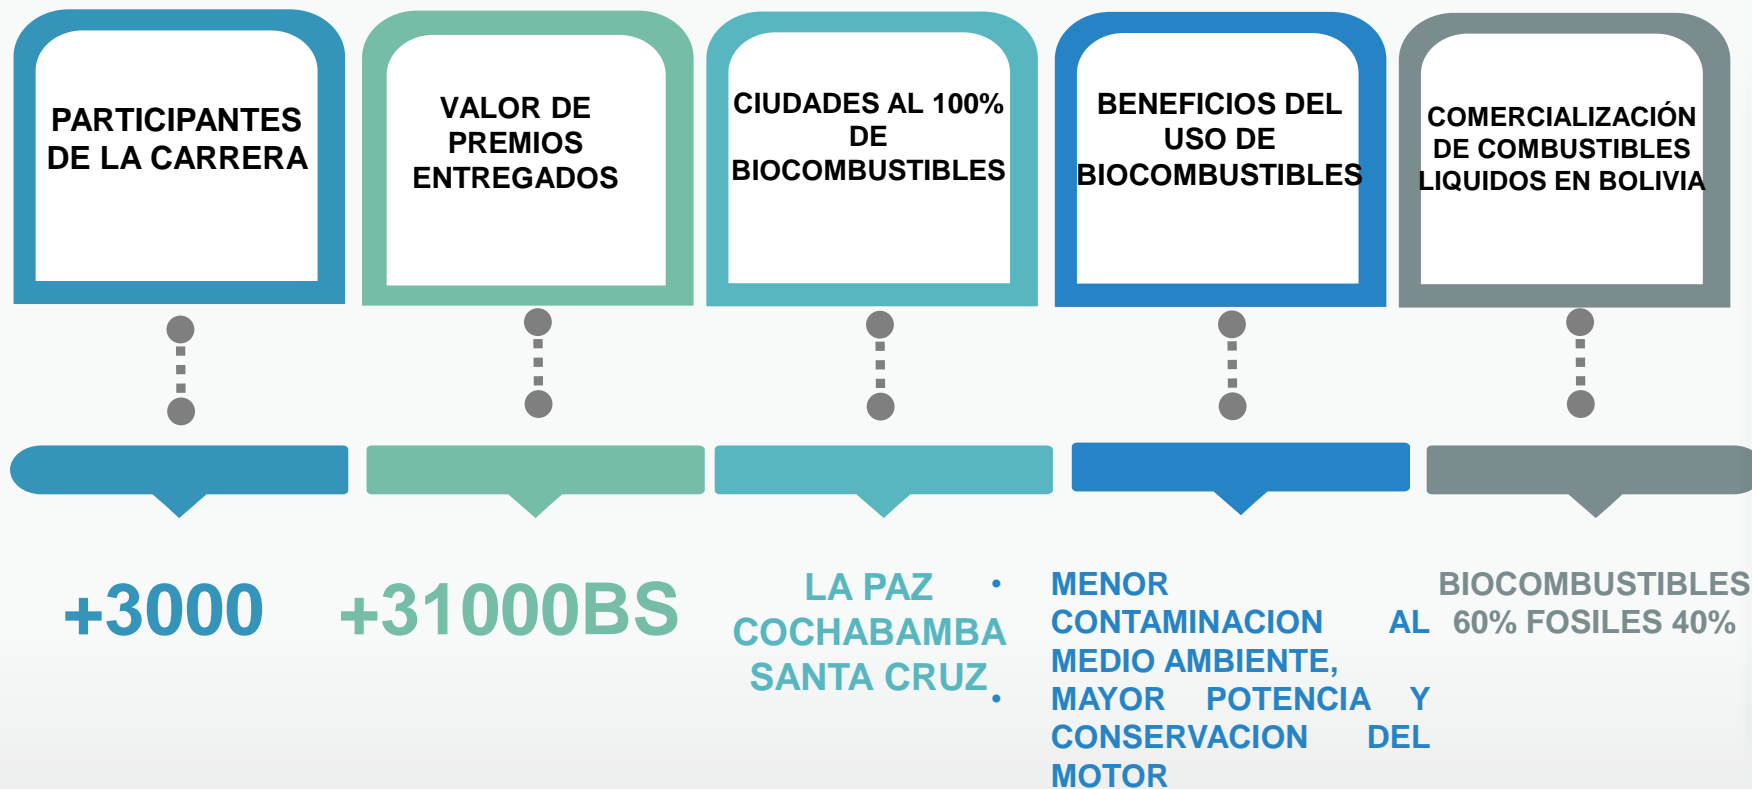 PARTICIPANTES
DE LA CARRERA
VALOR DE
PREMIOS
ENTREGADOS
CIUDADES AL 100%
DE
BIOCOMBUSTIBLES
BENEFICIOS DEL
USO DE
BIOCOMBUSTIBLES
COMERCIALIZACIÓN
DE COMBUSTIBLES
LIQUIDOS EN BOLIVIA
+3000
+31000BS
LA PAZ
COCHABAMBA
SANTA CRUZ
• MENOR
CONTAMINACION AL
MEDIO AMBIENTE,
• MAYOR POTENCIA Y
CONSERVACION DEL
MOTOR
BIOCOMBUSTIBLES
60% FOSILES 40%